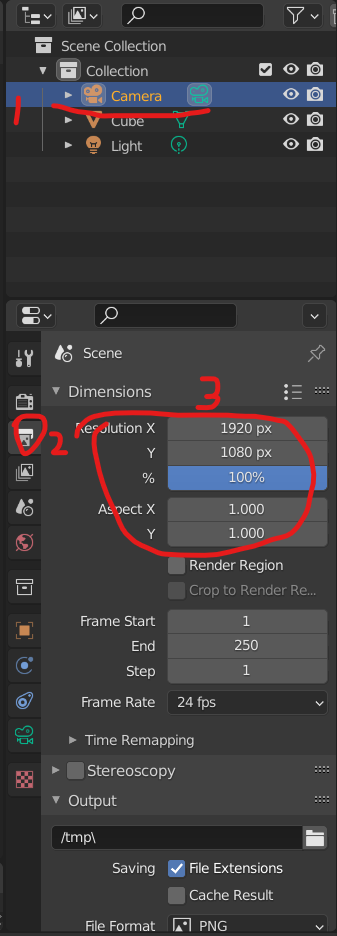 Scene Collection
Collection
Camera
1
Cube
Light
Scene
Dimensions
3
Resolution X 1920 px
2
Y 1080 px
% 100%
Aspect X 1.000
Y 1.000
Render Region
Crop to Render Re...
Frame Start 1
End 250
Step 1
Frame Rate 24 fps
Time Remapping
Stereoscopy
Output
/tmp\
Saving File Extensions
Cache Result
File Format PNG